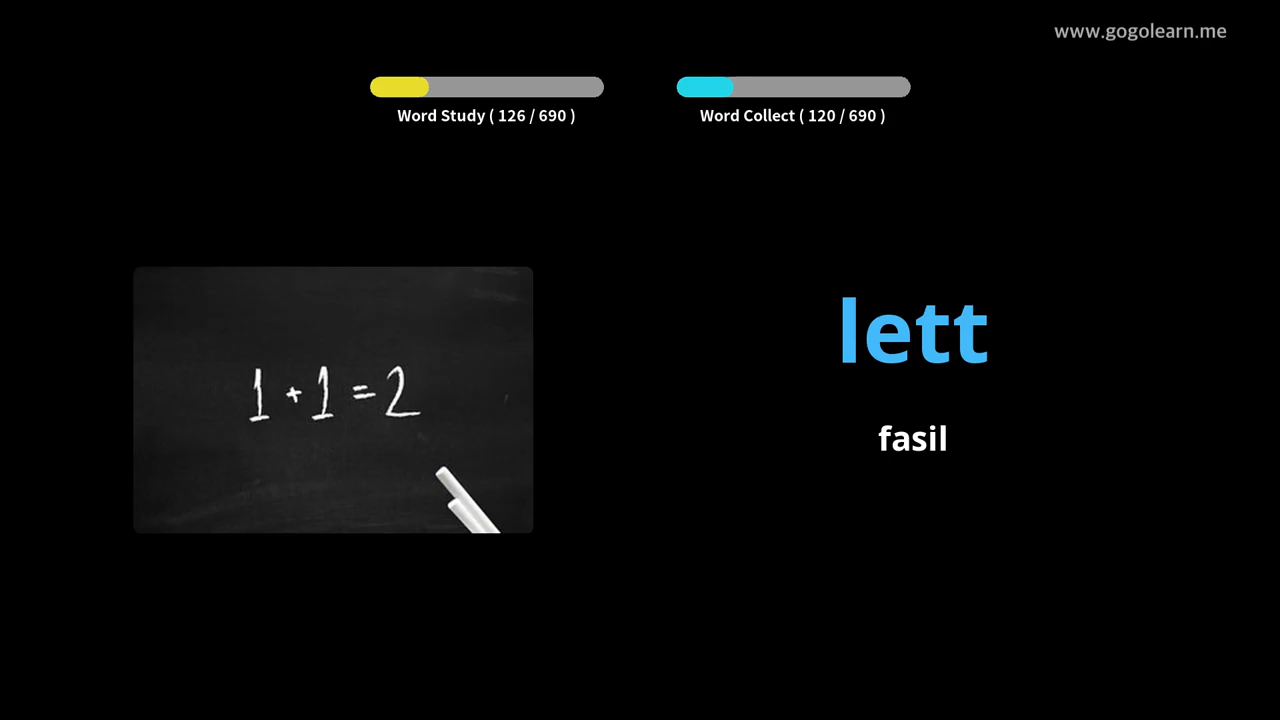 www.gogolearn.me
Word Study ( 126 / 690 )
Word Collect ( 120 / 690 )
1 + 1 = 2
lett
fasil